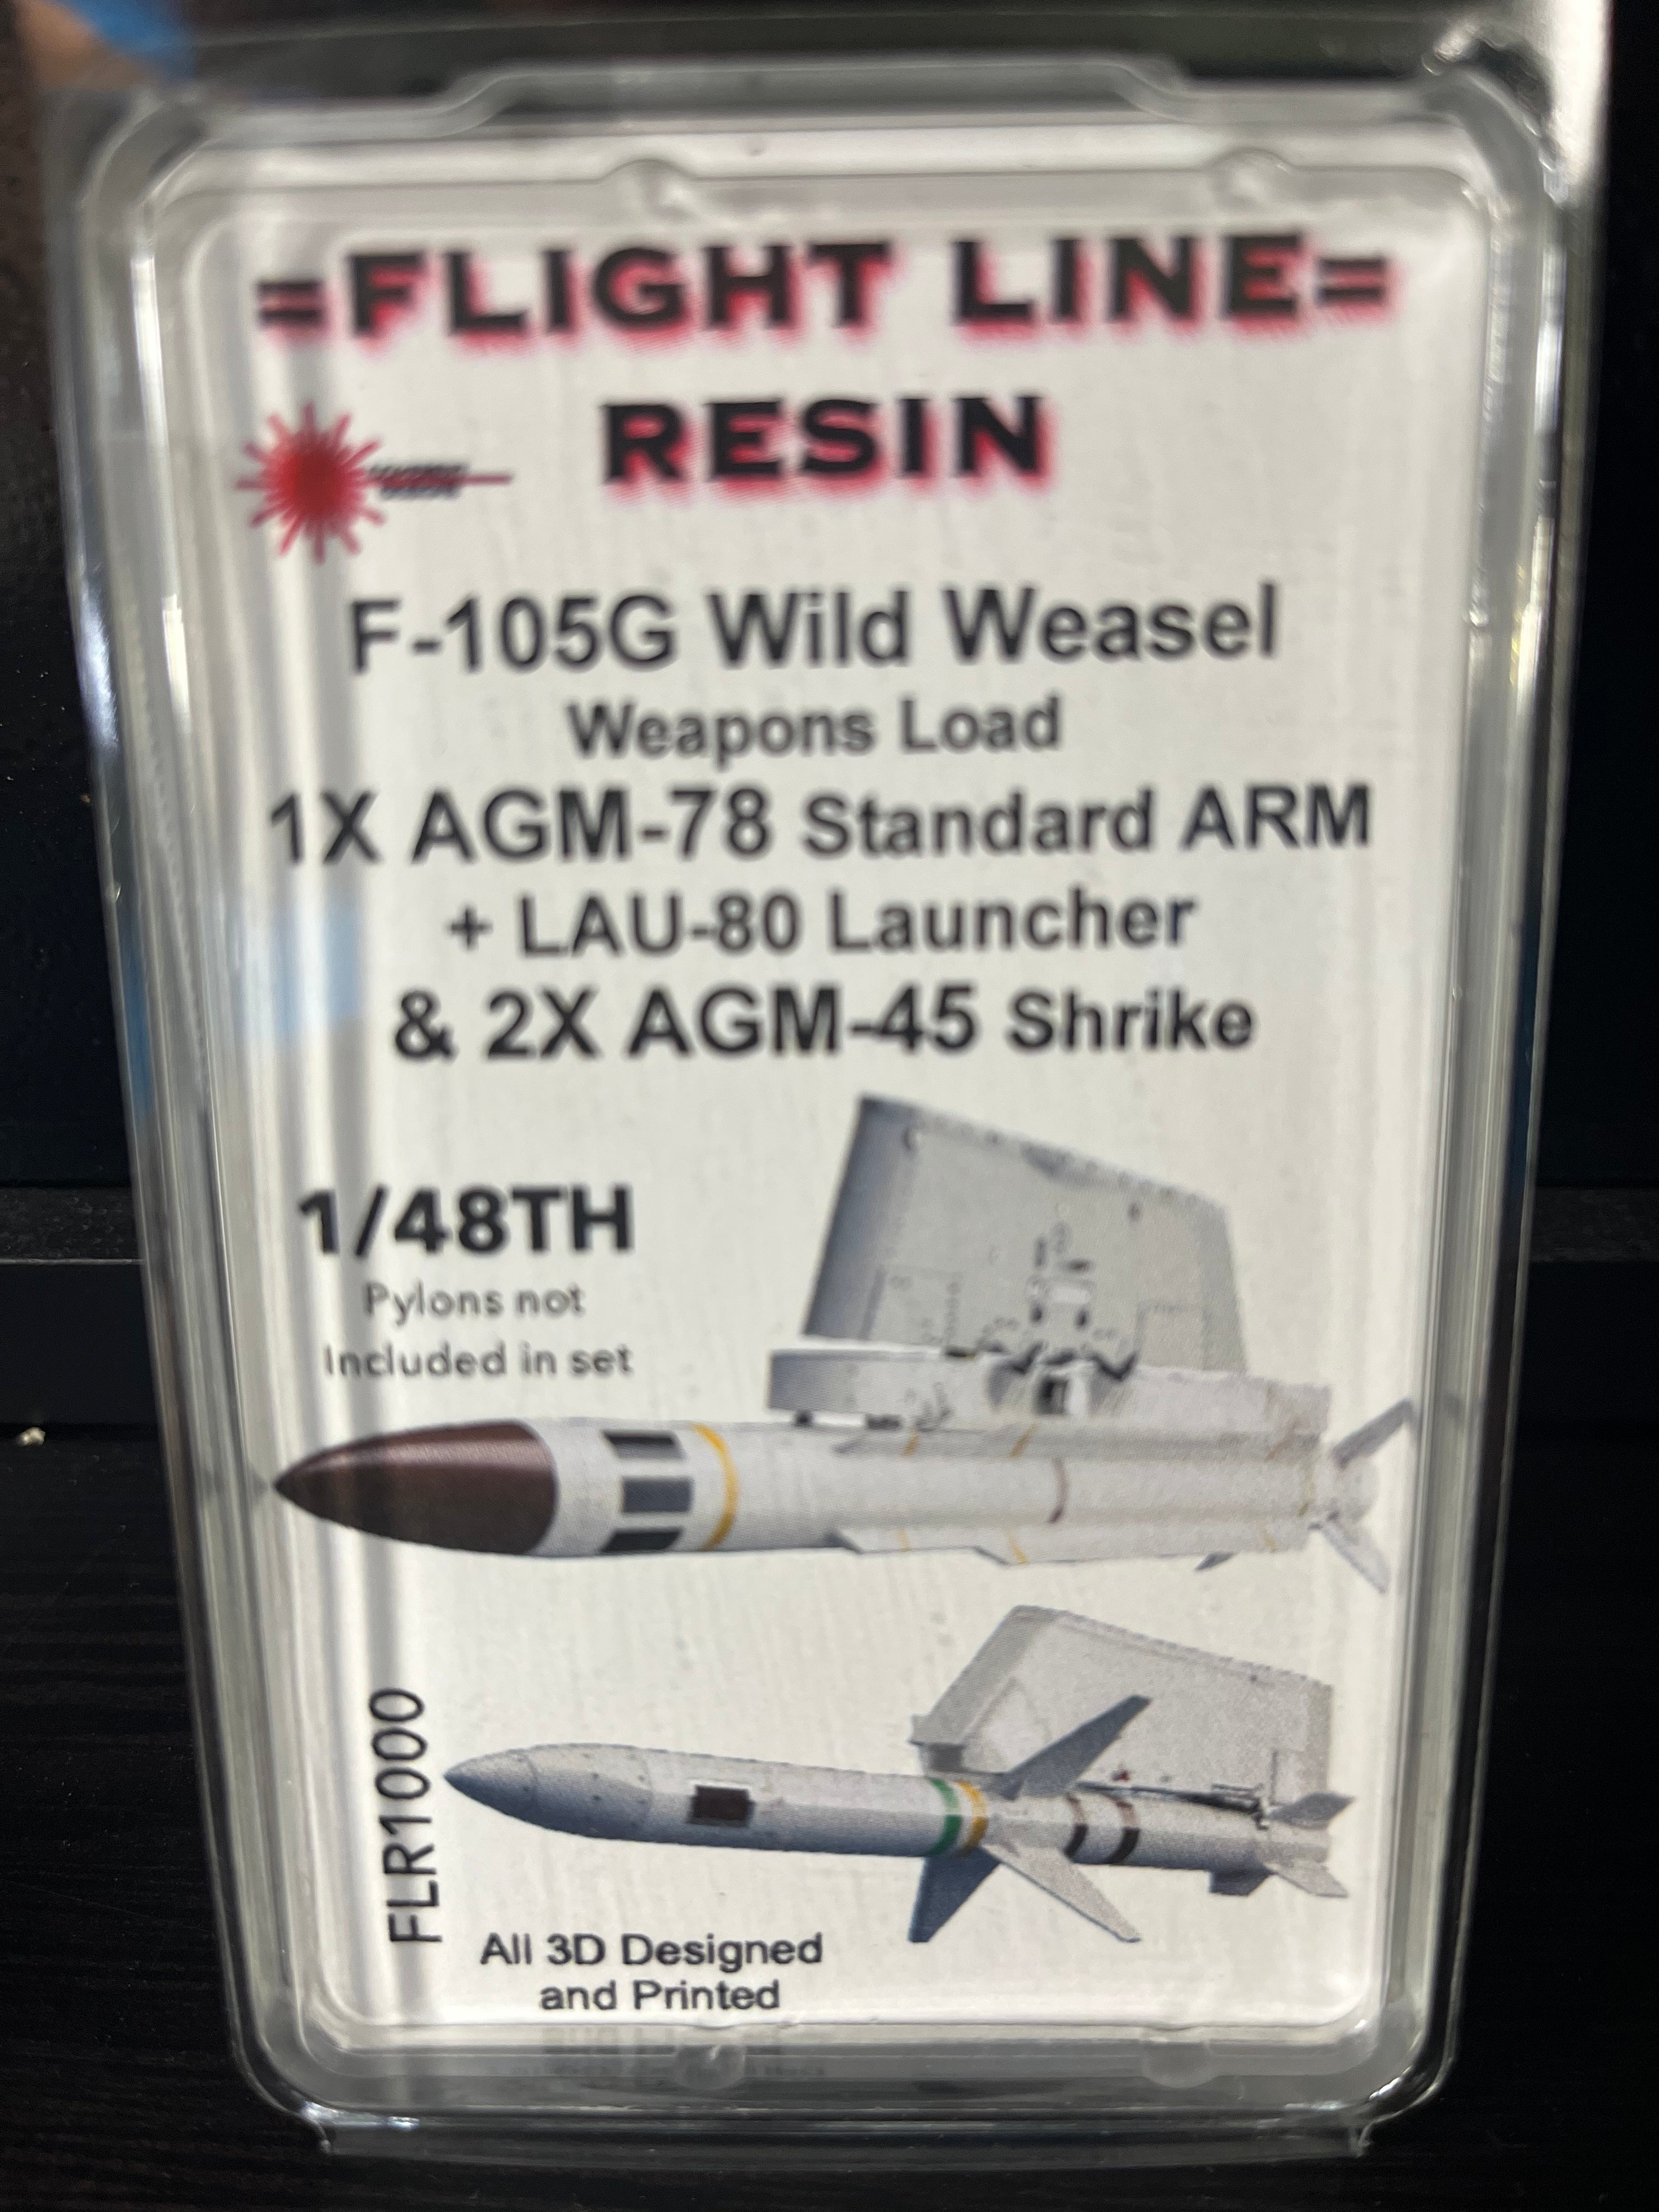 =FLIGHT LINE=
RESIN
F-105G Wild Weasel
Weapons Load
1X AGM-78 Standard ARM
+ LAU-80 Launcher
& 2X AGM-45 Shrike
1/48TH
Pylons not
Included in set
FLR1000
All 3D Designed
and Printed